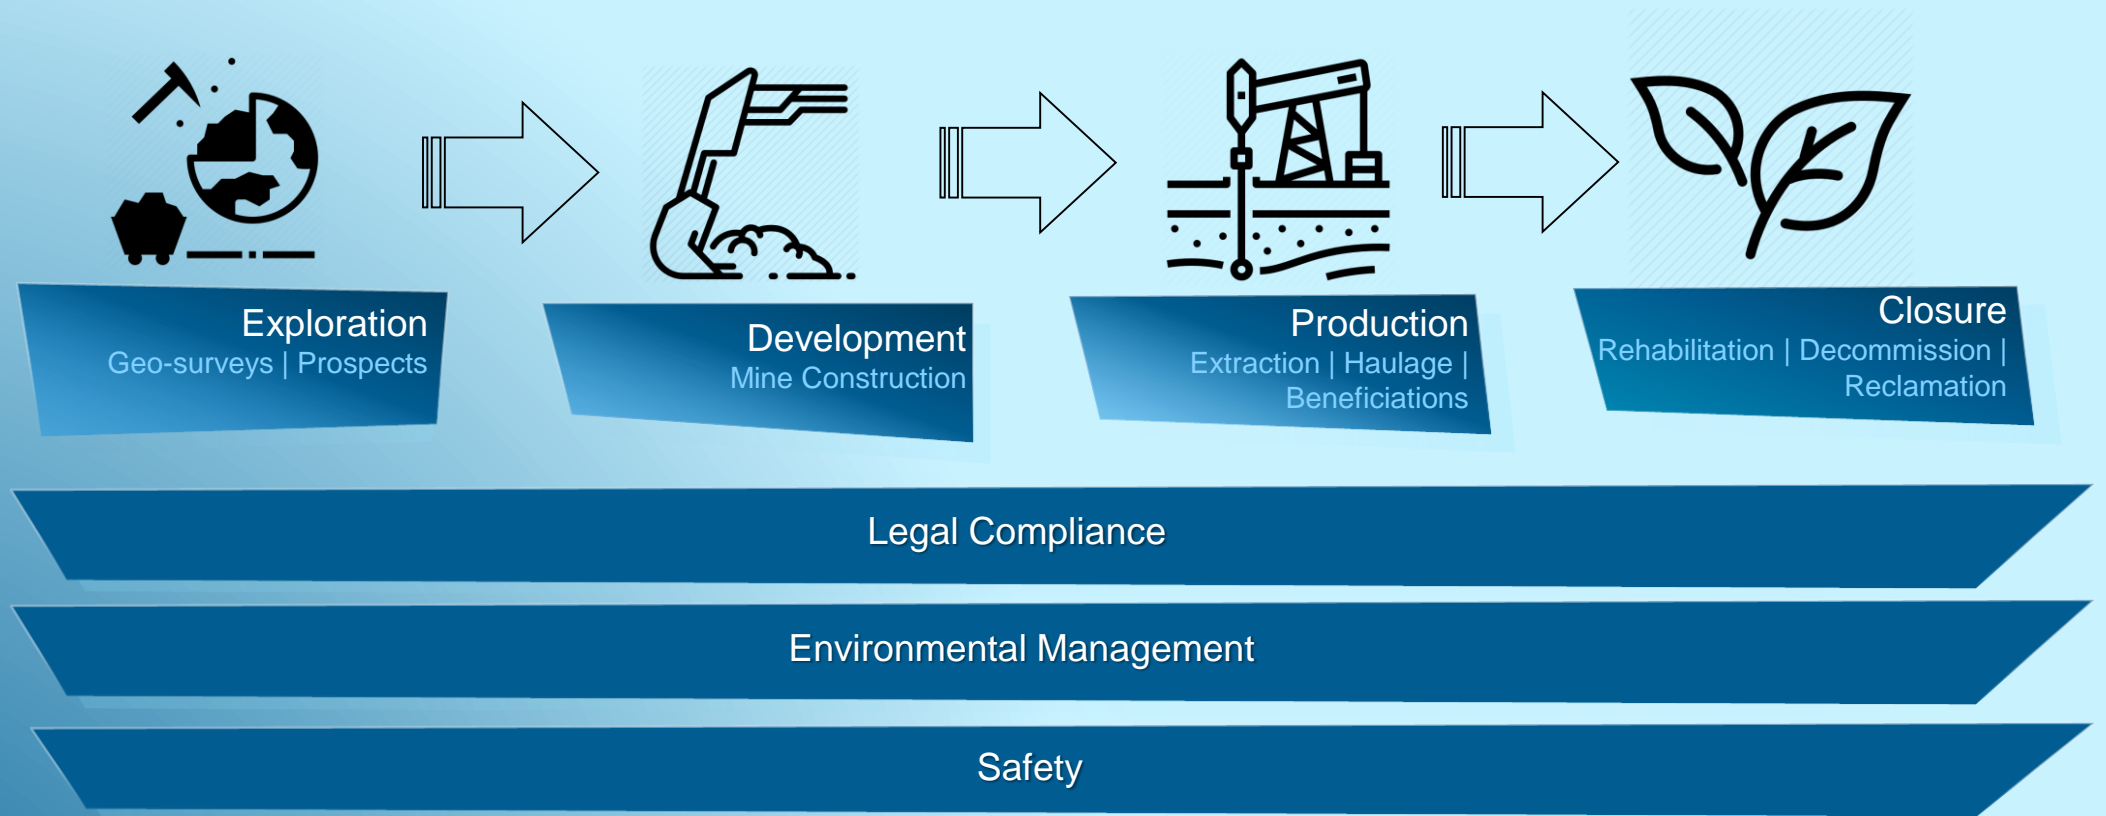 Exploration
Geo-surveys | Prospects
Development
Mine Construction
Production
Extraction | Haulage |
Beneficiations
Closure
Rehabilitation | Decommission |
Reclamation
Legal Compliance
Environmental Management
Safety